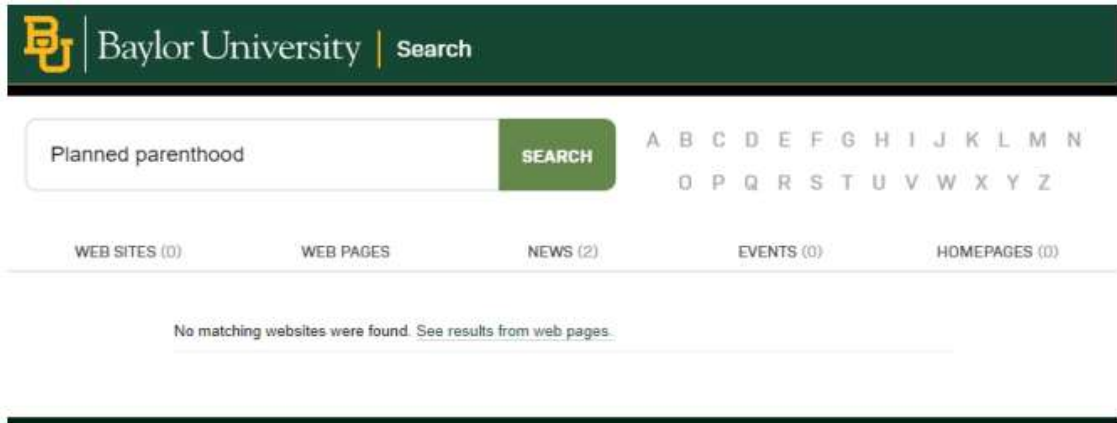 BU Baylor University | Search
Planned parenthood SEARCH A B C D E F G H I J K L M N
O P Q R S T U V W X Y Z
WEB SITES (0) WEB PAGES NEWS (2) EVENTS (0) HOMEPAGES (0)
No matching websites were found. See results from web pages.